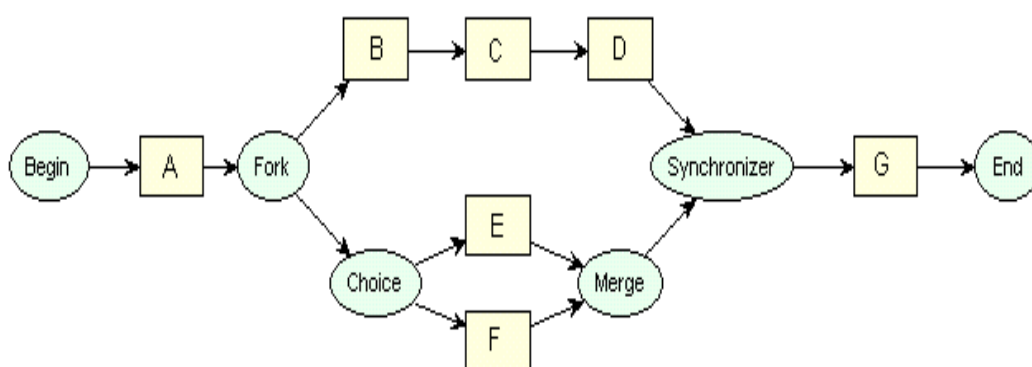 B
C
D
Begin
A
Fork
Synchronizer
G
End
E
Choice
Merge
F